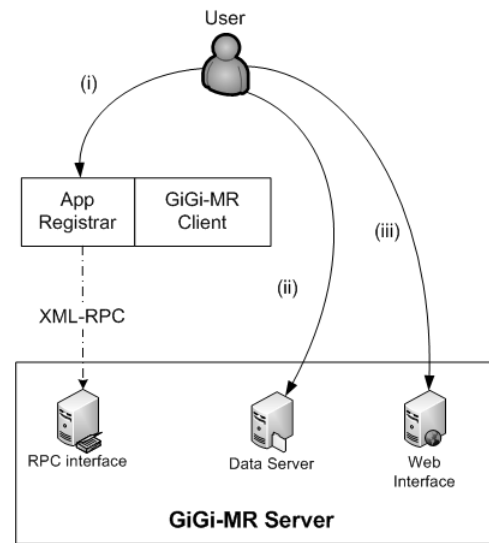 User
(i)
App
Registrar
GiGi-MR
Client
(iii)
(ii)
XML-RPC
RPC interface
Data Server
Web
Interface
GiGi-MR Server